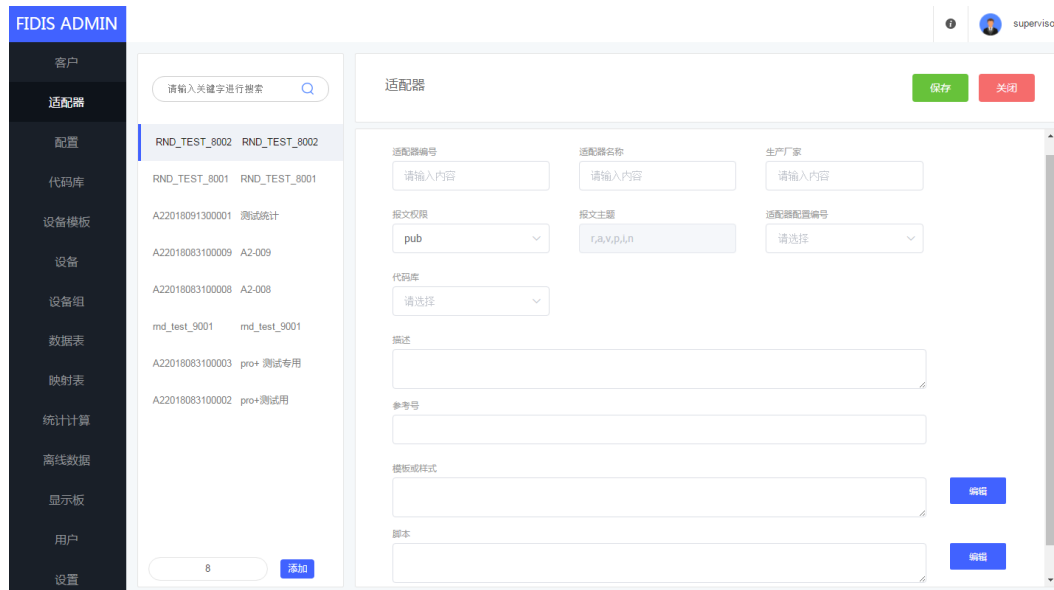 FIDIS ADMIN
superviso
客户
适配器
配置
代码库
设备模板
设备
设备组
数据表
映射表
统计计算
离线数据
显示板
用户
设置
请输入关键字进行搜索
RND_TEST_8002 RND_TEST_8002
RND_TEST_8001 RND_TEST_8001
A22018091300001 测试统计
A22018083100009 A2-009
A22018083100008 A2-008
rnd_test_9001 rnd_test_9001
A22018083100003 pro+ 测试专用
A22018083100002 pro+测试用
8 添加
适配器
保存 关闭
适配器编号 适配器名称 生产厂家
请输入内容 请输入内容 请输入内容
报文权限 报文主题 适配器配置编号
pub r,a,v,p,i,n 请选择
代码库
请选择
描述
参考号
模板或样式
编辑
脚本
编辑